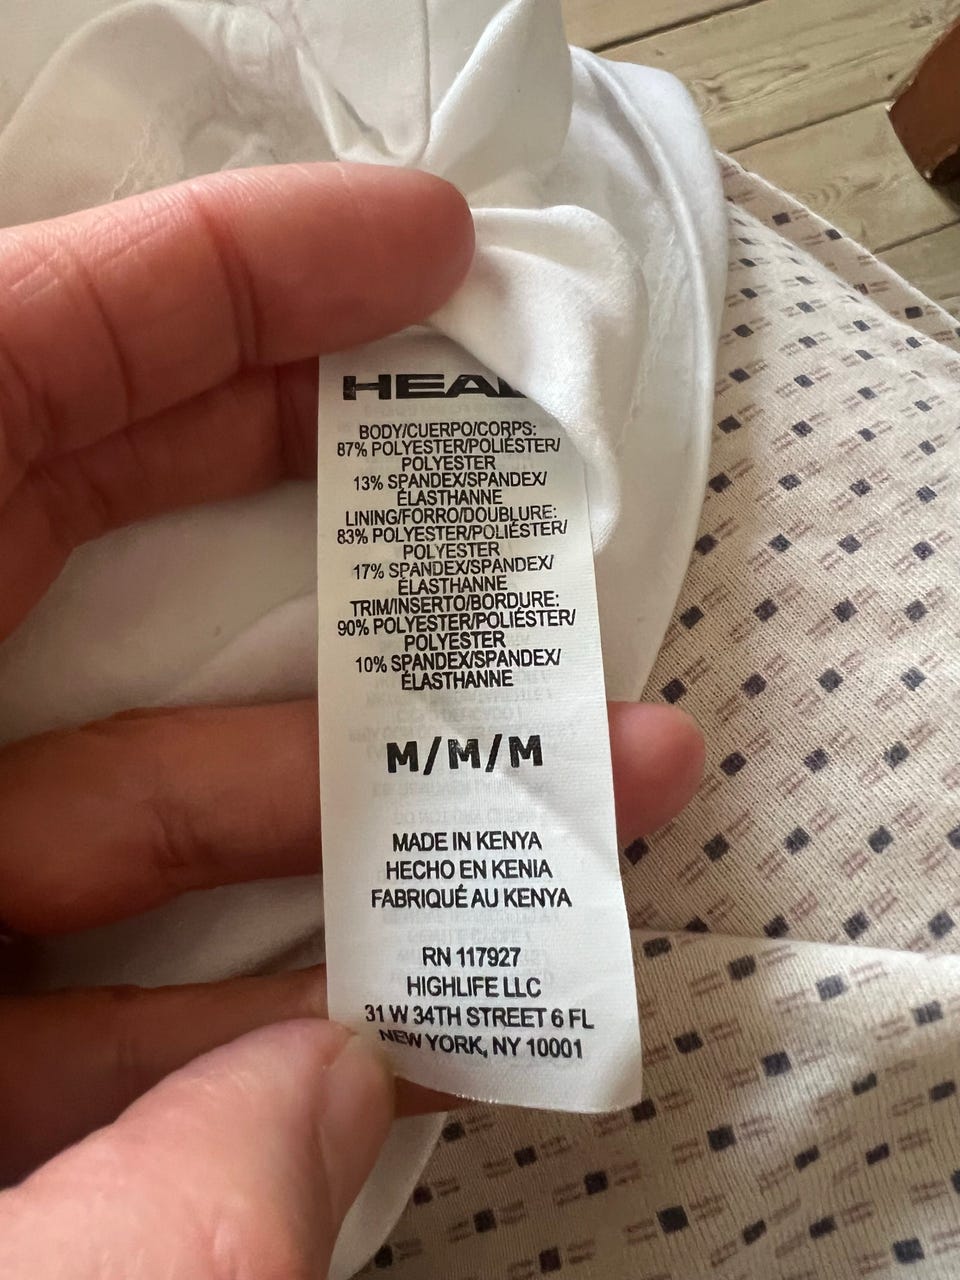 HEAD
BODY/CUERPO/CORPS:
87% POLYESTER/POLIÉSTER/
POLYESTER
13% SPANDEX/SPANDEX/
ÉLASTHANNE
LINING/FORRO/DOUBLURE:
83% POLYESTER/POLIÉSTER/
POLYESTER
17% SPANDEX/SPANDEX/
ÉLASTHANNE
TRIM/INSERTO/BORDURE:
90% POLYESTER/POLIÉSTER/
POLYESTER
10% SPANDEX/SPANDEX/
ÉLASTHANNE
M/M/M
MADE IN KENYA
HECHO EN KENIA
FABRIQUÉ AU KENYA
RN 117927
HIGHLIFE LLC
31 W 34TH STREET 6 FL
NEW YORK, NY 10001